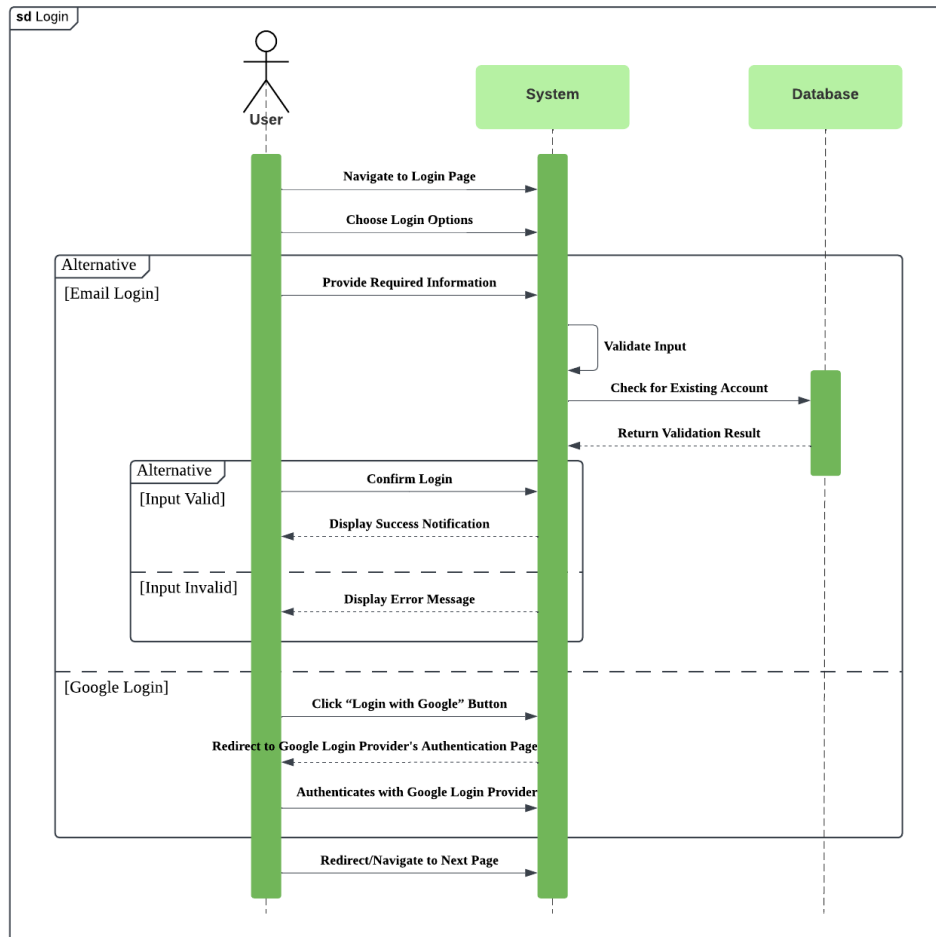 sd Login
User
System
Database
Navigate to Login Page
Choose Login Options
Alternative
[Email Login]
Provide Required Information
Validate Input
Check for Existing Account
Return Validation Result
Alternative
[Input Valid]
Confirm Login
Display Success Notification
[Input Invalid]
Display Error Message
[Google Login]
Click “Login with Google” Button
Redirect to Google Login Provider's Authentication Page
Authenticates with Google Login Provider
Redirect/Navigate to Next Page